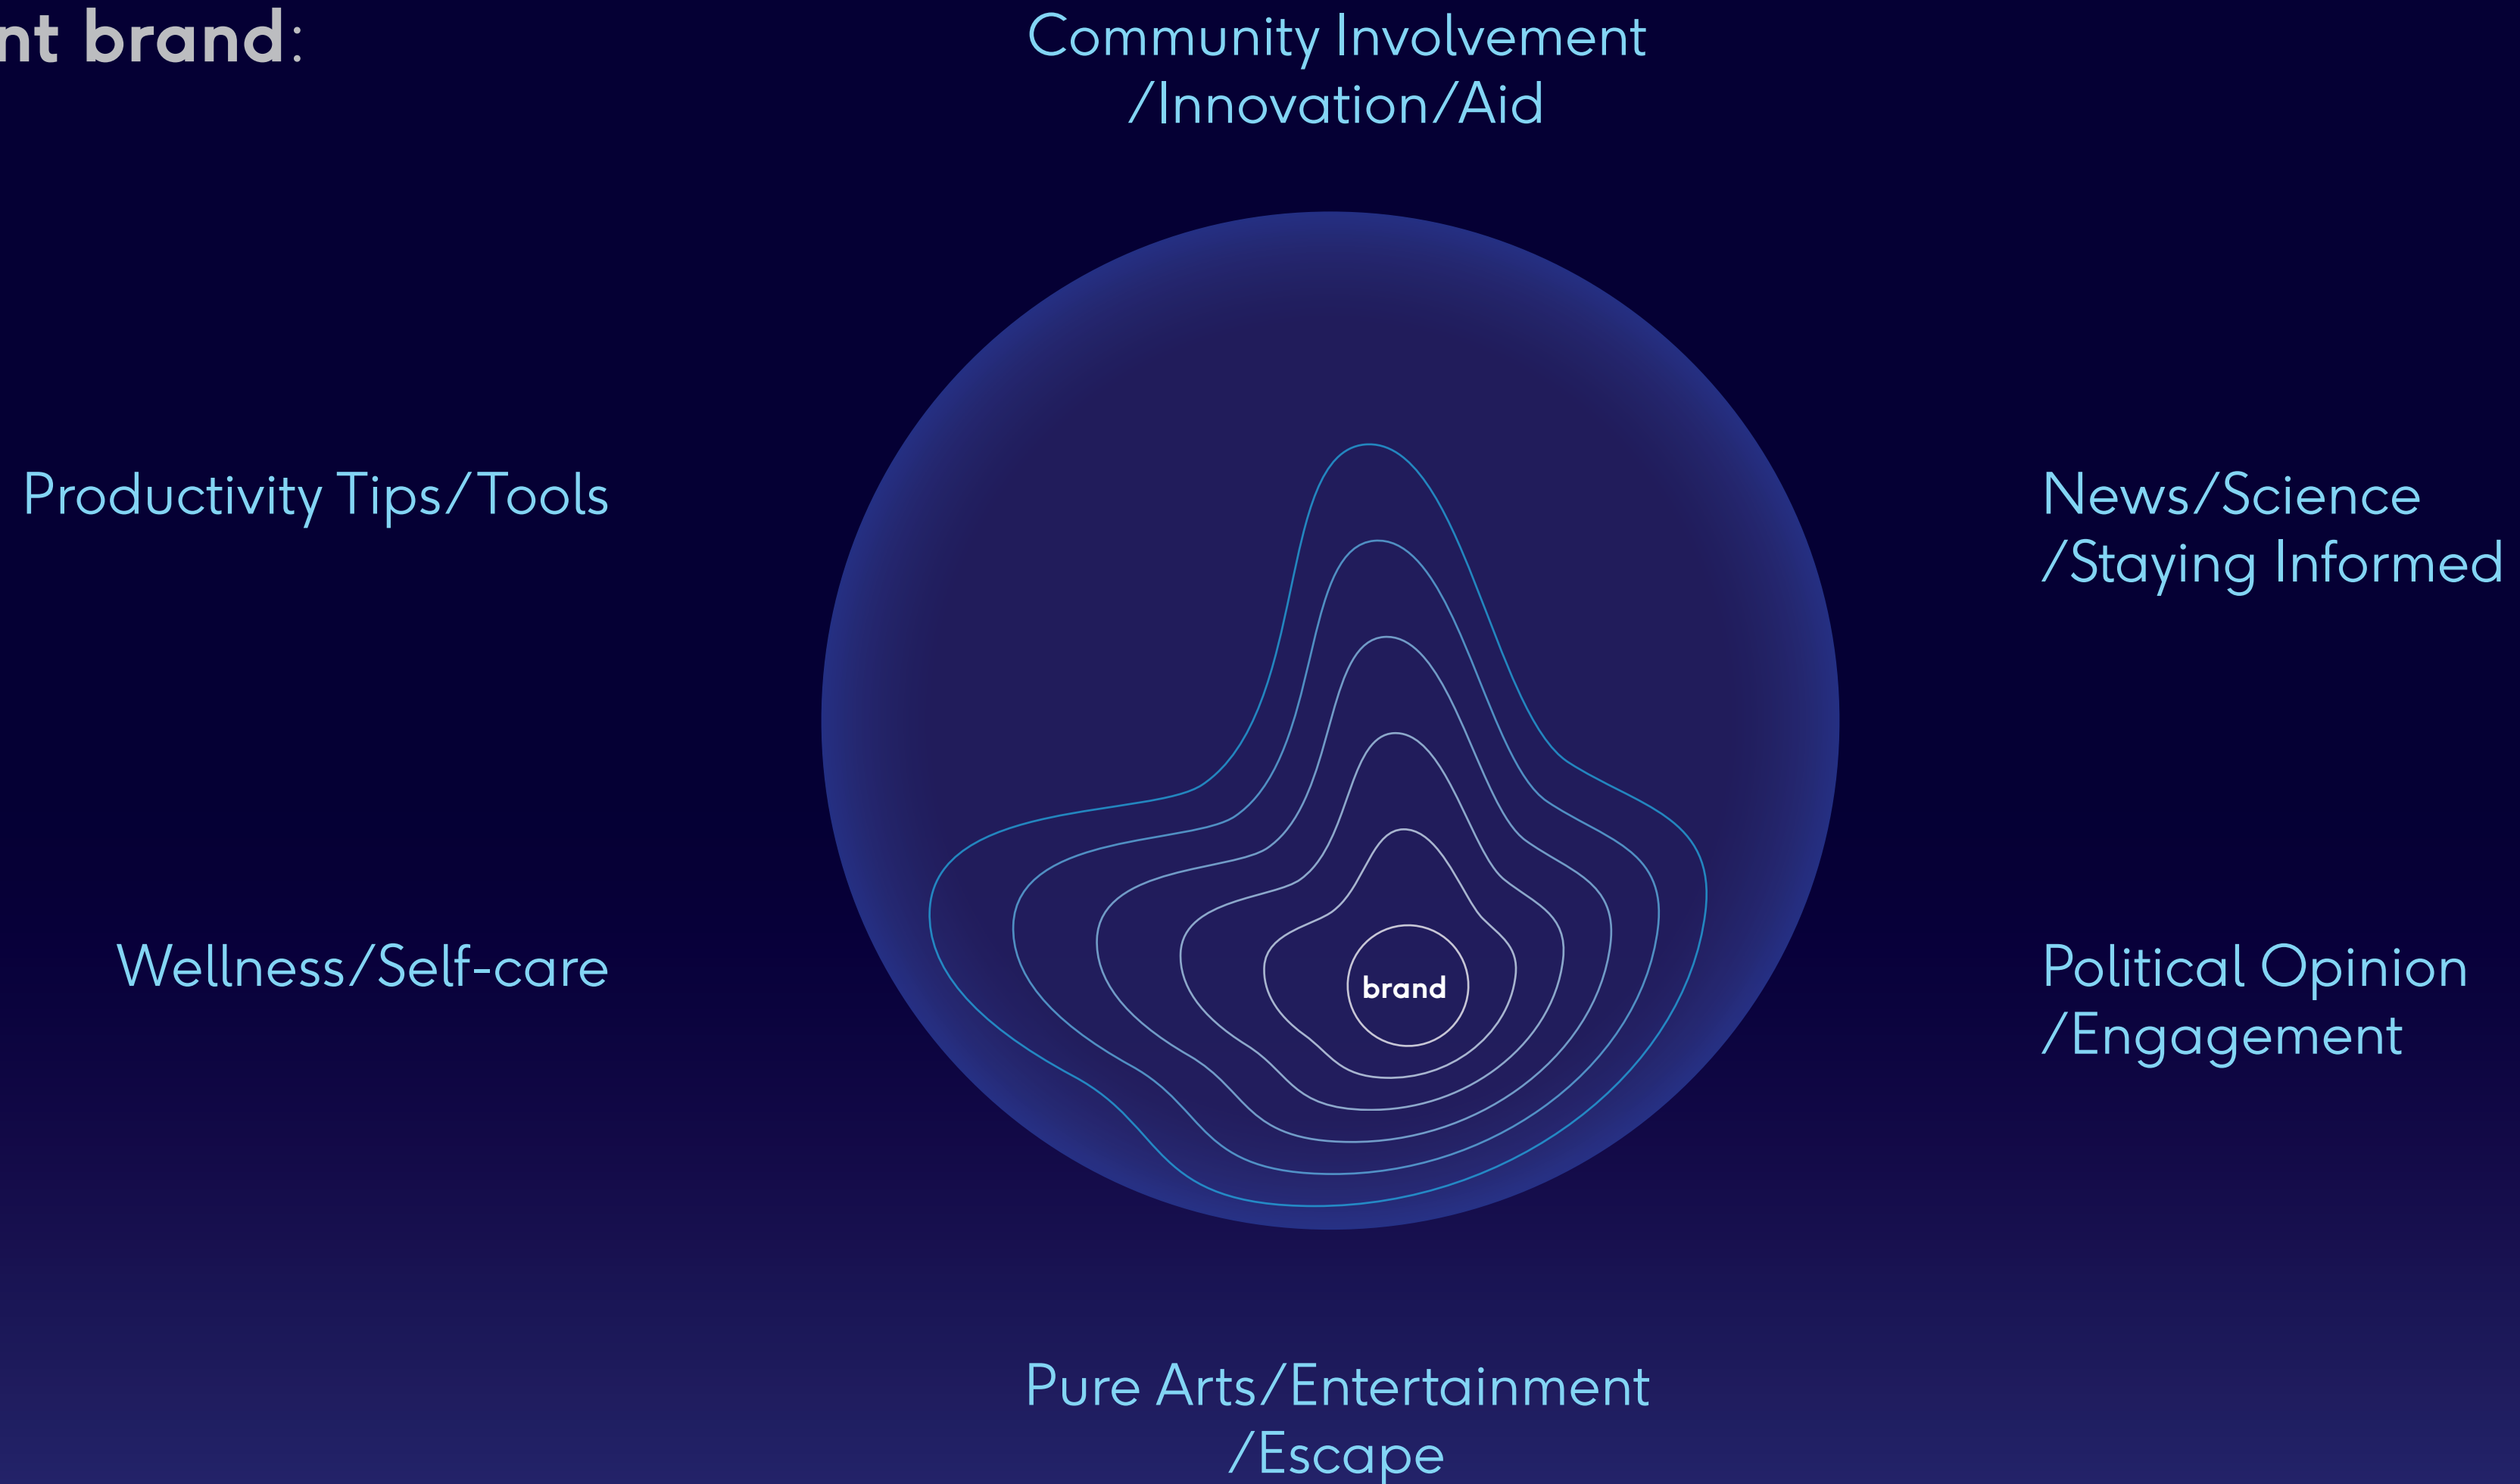 nt brand:
Community Involvement
/Innovation/Aid
Productivity Tips/Tools
News/Science
/Staying Informed
Wellness/Self-care
brand
Political Opinion
/Engagement
Pure Arts/Entertainment
/Escape